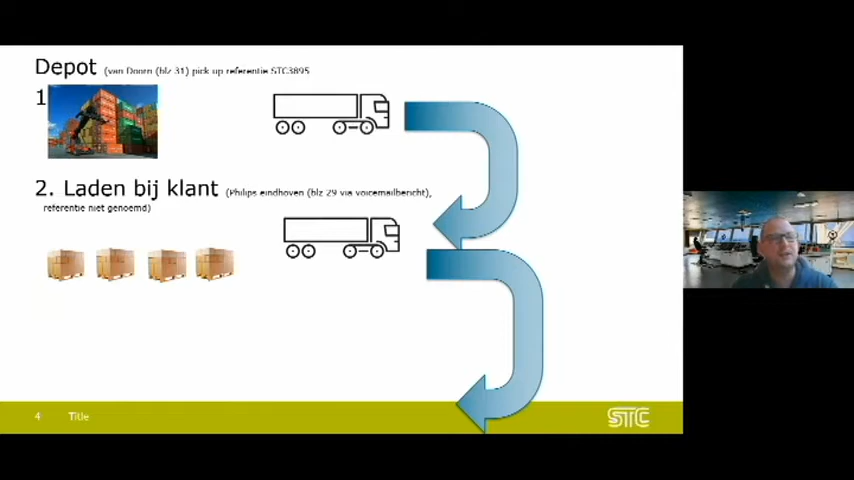 Depot (van Doorn (blz 31) pick up referentie STC3895
1
2. Laden bij klant (Philips eindhoven (blz 29 via voicemailbericht),
referentie niet genoemd)
4 Title
STC